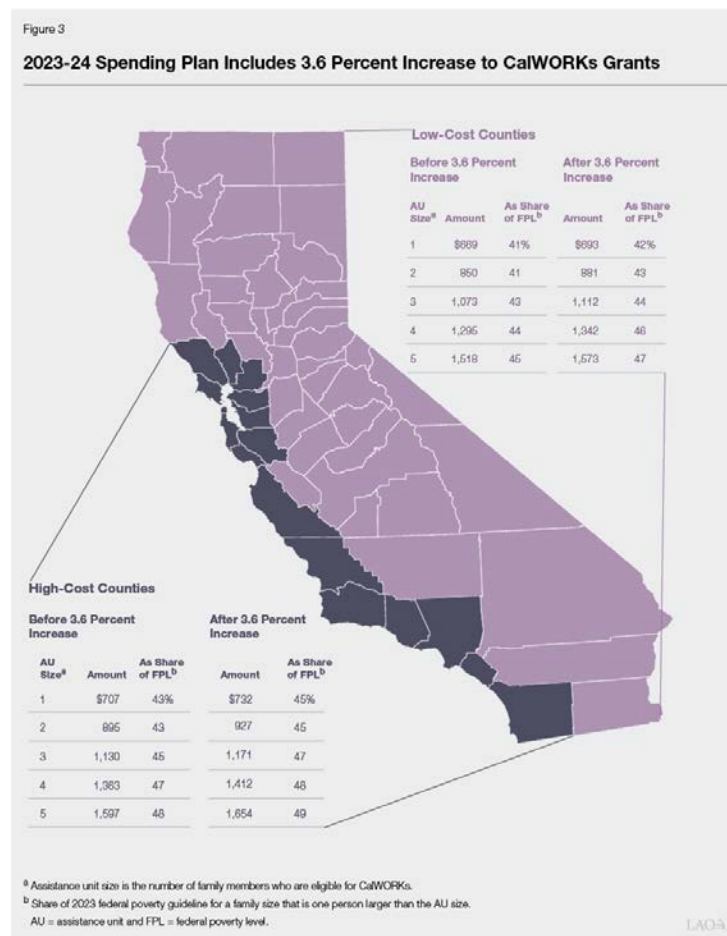 Figure 3
2023-24 Spending Plan Includes 3.6 Percent Increase to CalWORKs Grants
Low-Cost Counties
Before 3.6 Percent Increase After 3.6 Percent Increase
AU Sizeᵃ Amount As Share of FPLᵇ Amount As Share of FPLᵇ
1 $669 41% $693 42%
2 850 41 881 43
3 1,073 43 1,112 44
4 1,295 44 1,342 46
5 1,518 45 1,573 47
High-Cost Counties
Before 3.6 Percent Increase After 3.6 Percent Increase
AU Sizeᵃ Amount As Share of FPLᵇ Amount As Share of FPLᵇ
1 $707 43% $732 45%
2 895 43 927 45
3 1,130 45 1,171 47
4 1,363 47 1,412 48
5 1,597 48 1,654 49
ᵃ Assistance unit size is the number of family members who are eligible for CalWORKs.
ᵇ Share of 2023 federal poverty guideline for a family size that is one person larger than the AU size.
AU = assistance unit and FPL = federal poverty level.
LAO